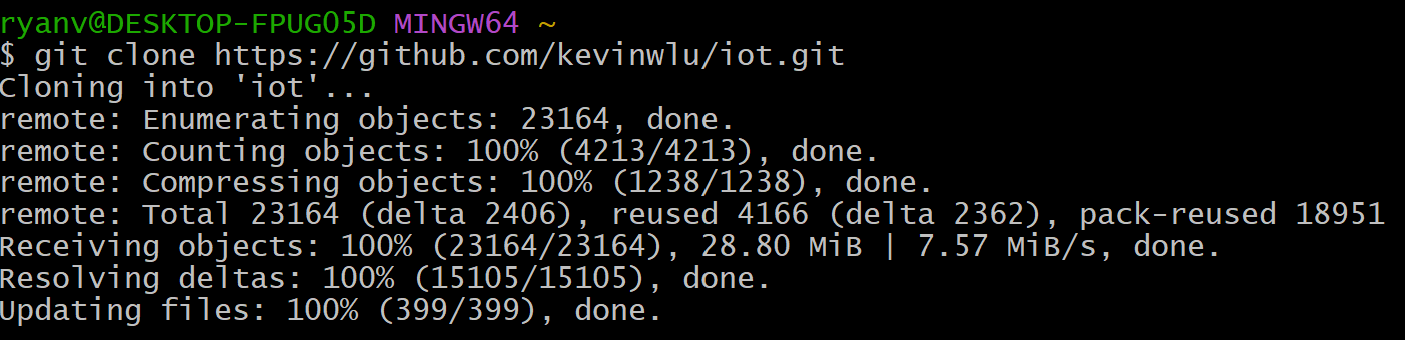 ryanv@DESKTOP-FPUG05D MINGW64 ~
$ git clone https://github.com/kevinwlu/iot.git
Cloning into 'iot'...
remote: Enumerating objects: 23164, done.
remote: Counting objects: 100% (4213/4213), done.
remote: Compressing objects: 100% (1238/1238), done.
remote: Total 23164 (delta 2406), reused 4166 (delta 2362), pack-reused 18951
Receiving objects: 100% (23164/23164), 28.80 MiB | 7.57 MiB/s, done.
Resolving deltas: 100% (15105/15105), done.
Updating files: 100% (399/399), done.